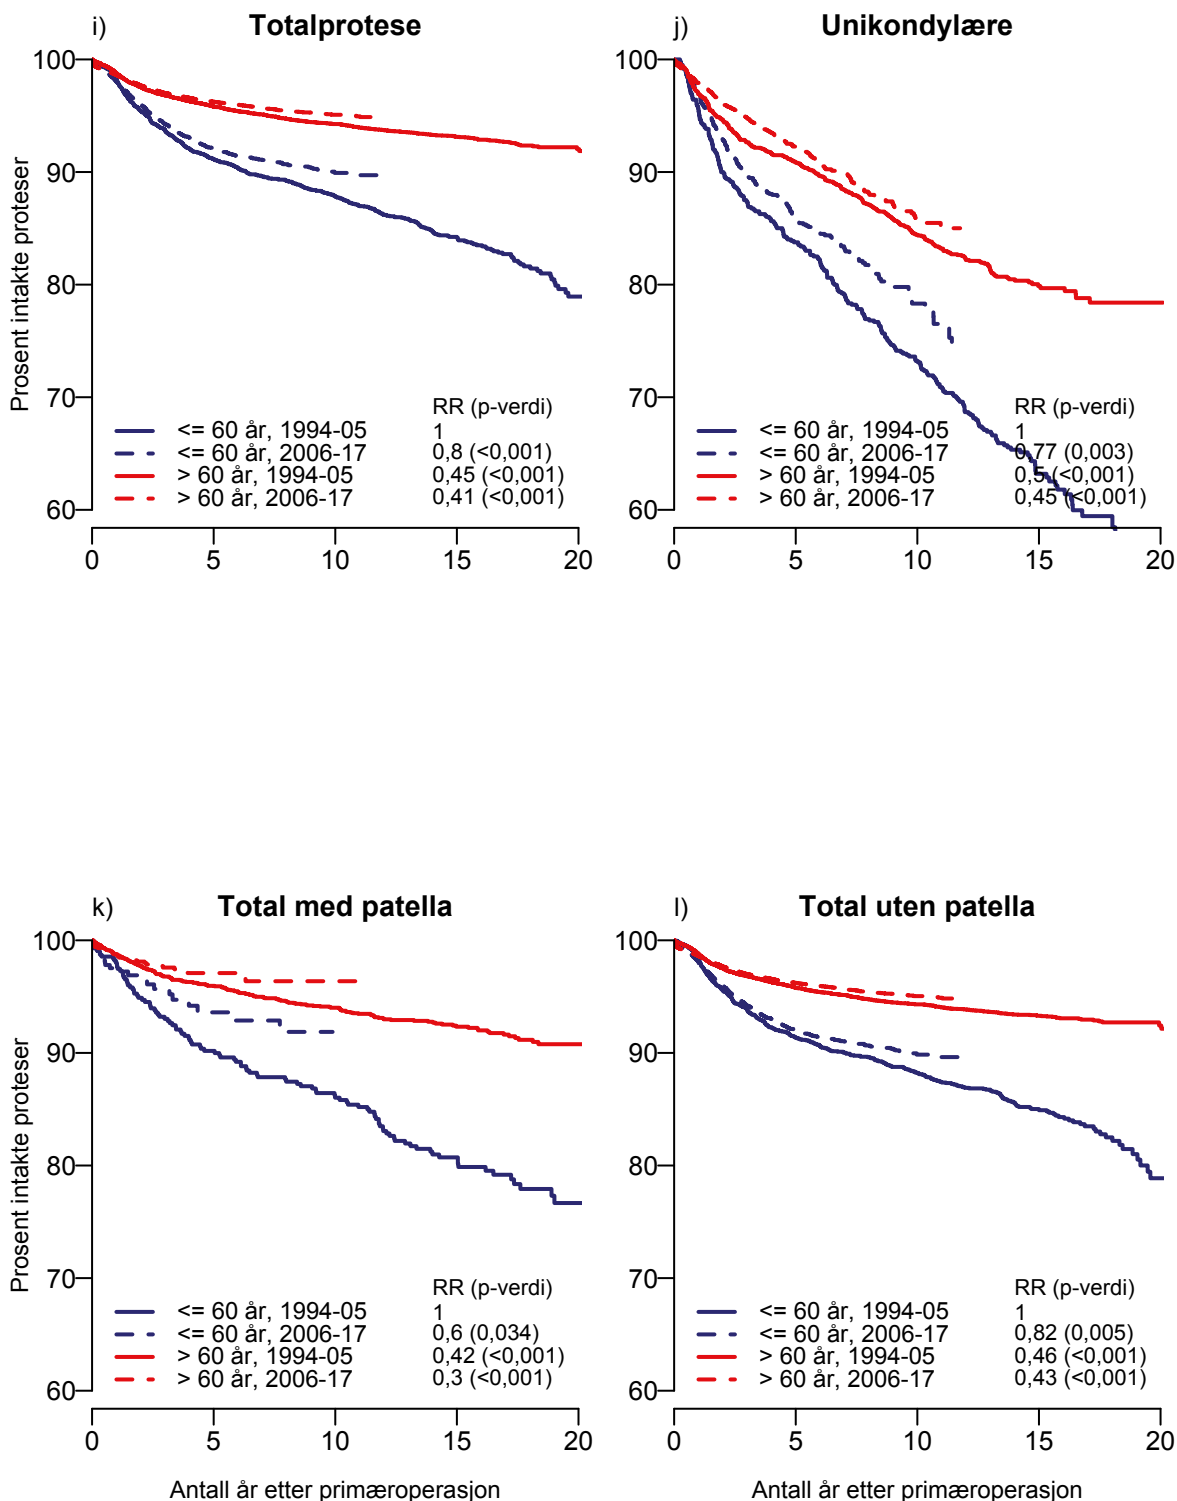 i) Totalprotese
100
90
80
70
60
Prosent intakte proteser
RR (p-verdi)
<= 60 år, 1994-05 1
<= 60 år, 2006-17 0,8 (<0,001)
> 60 år, 1994-05 0,45 (<0,001)
> 60 år, 2006-17 0,41 (<0,001)
0 5 10 15 20
j) Unikondylære
100
90
80
70
60
RR (p-verdi)
<= 60 år, 1994-05 1
<= 60 år, 2006-17 0,77 (0,003)
> 60 år, 1994-05 0,5 (<0,001)
> 60 år, 2006-17 0,45 (<0,001)
0 5 10 15 20
k) Total med patella
100
90
80
70
60
Prosent intakte proteser
RR (p-verdi)
<= 60 år, 1994-05 1
<= 60 år, 2006-17 0,6 (0,034)
> 60 år, 1994-05 0,42 (<0,001)
> 60 år, 2006-17 0,3 (<0,001)
0 5 10 15 20
Antall år etter primæroperasjon
l) Total uten patella
100
90
80
70
60
RR (p-verdi)
<= 60 år, 1994-05 1
<= 60 år, 2006-17 0,82 (0,005)
> 60 år, 1994-05 0,46 (<0,001)
> 60 år, 2006-17 0,43 (<0,001)
0 5 10 15 20
Antall år etter primæroperasjon